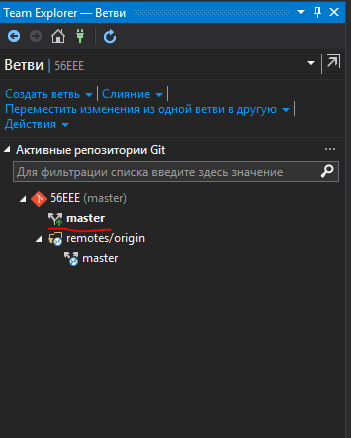 Team Explorer — Ветви
Ветви | 56EEE
Создать ветвь | Слияние |
Переместить изменения из одной ветви в другую |
Действия |
Активные репозитории Git ...
Для фильтрации списка введите здесь значение
56EEE (master)
master
remotes/origin
master